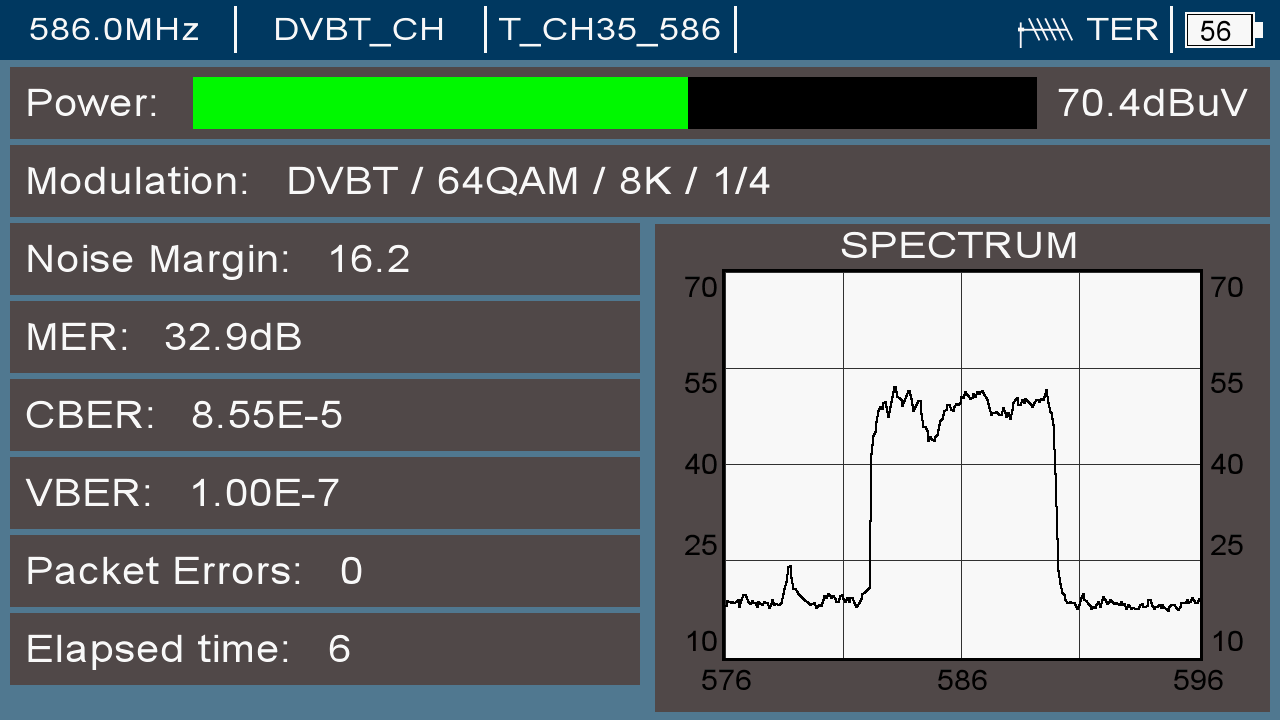 586.0MHz DVBT_CH T_CH35_586 TER 56
Power: 70.4dBuV
Modulation: DVBT / 64QAM / 8K / 1/4
Noise Margin: 16.2
MER: 32.9dB
CBER: 8.55E-5
VBER: 1.00E-7
Packet Errors: 0
Elapsed time: 6
SPECTRUM
70 70
55 55
40 40
25 25
10 10
576 586 596